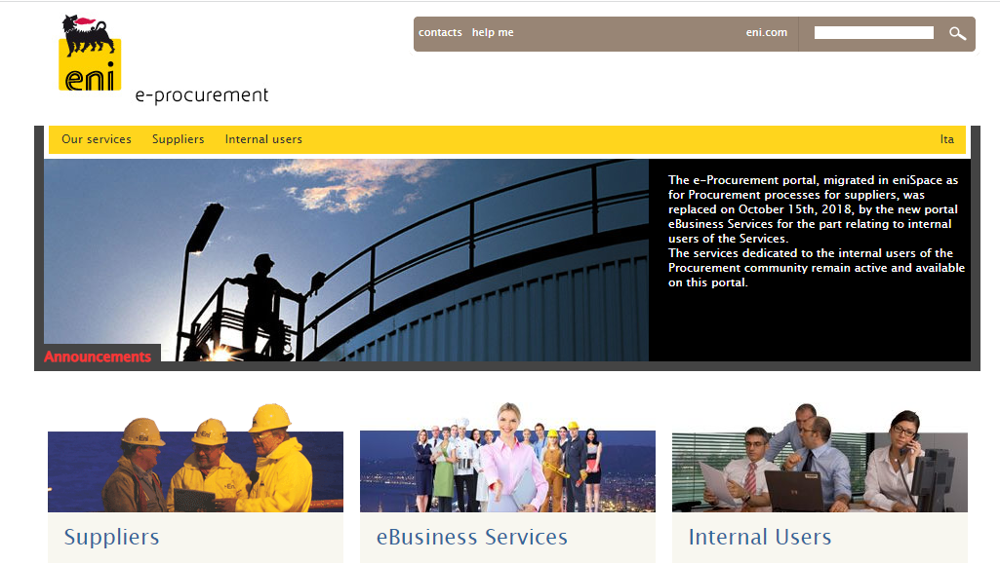 contacts help me eni.com
eni
e-procurement
Our services Suppliers Internal users Ita
The e-Procurement portal, migrated in eniSpace as
for Procurement processes for suppliers, was
replaced on October 15th, 2018, by the new portal
eBusiness Services for the part relating to internal
users of the Services.
The services dedicated to the internal users of the
Procurement community remain active and available
on this portal.
Announcements
Eni
Eni
Eni
Suppliers
eBusiness Services
Internal Users